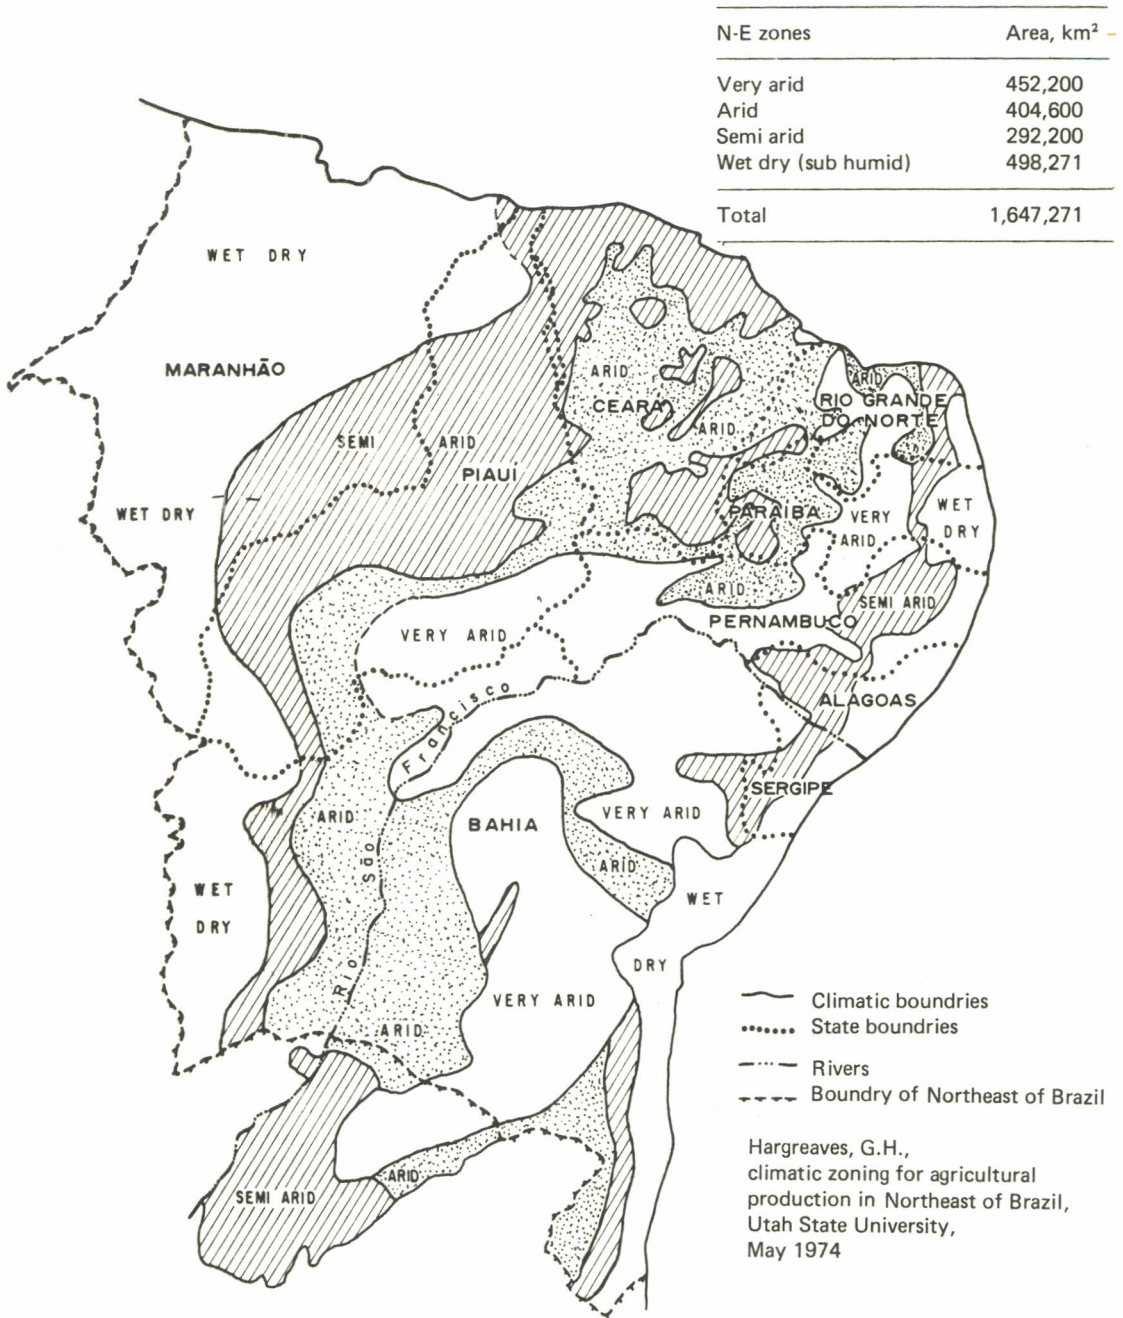 N-E zones Area, km²
Very arid 452,200
Arid 404,600
Semi arid 292,200
Wet dry (sub humid) 498,271
Total 1,647,271
WET DRY
MARANHÃO
ARID
ARID
CEARA
RIO GRANDE
DO NORTE
ARID
SEMI ARID
PIAUI
WET DRY
PARAIBA
VERY
ARID
WET
DRY
ARID
SEMI ARID
PERNAMBUCO
VERY ARID
ALAGOAS
Rio São Francisco
SERGIPE
ARID
BAHIA
VERY ARID
ARID
WET
DRY
WET
DRY
VERY ARID
ARID
ARID
SEMI ARID
Climatic boundries
State boundries
Rivers
Boundry of Northeast of Brazil
Hargreaves, G.H.,
climatic zoning for agricultural
production in Northeast of Brazil,
Utah State University,
May 1974